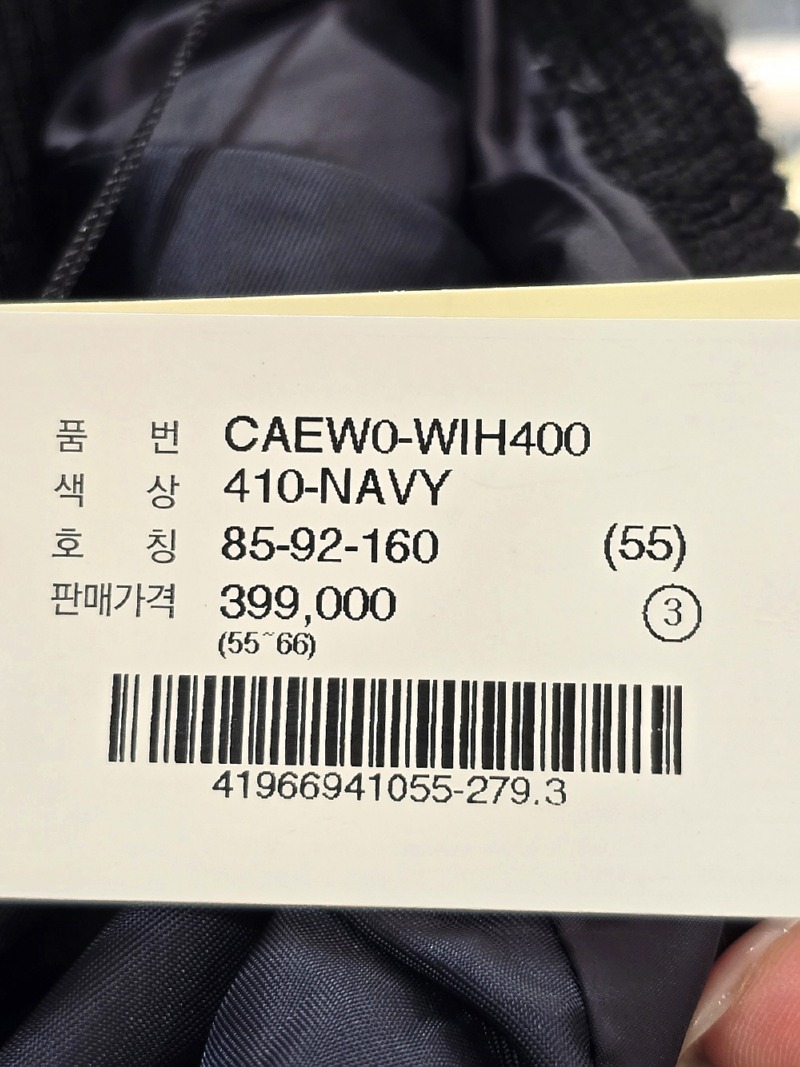 품 번 CAEW0-WIH400
색 상 410-NAVY
호 칭 85-92-160 (55)
판매가격 399,000 ③
(55~66)
41966941055-279.3